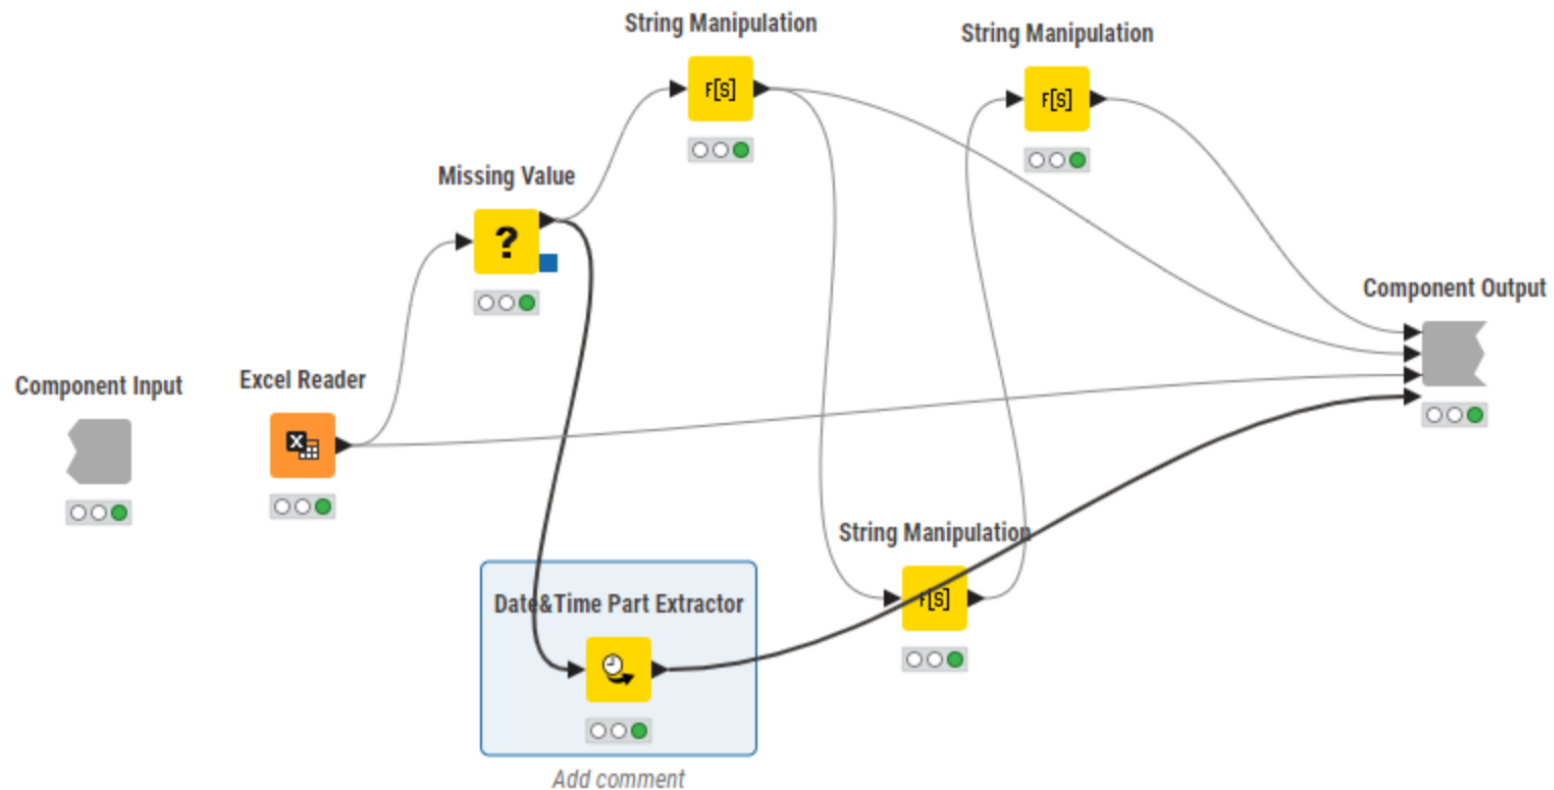 String Manipulation
String Manipulation
F[S]
F[S]
Missing Value
?
Component Output
Excel Reader
Component Input
X
String Manipulation
F[S]
Date&Time Part Extractor
Add comment